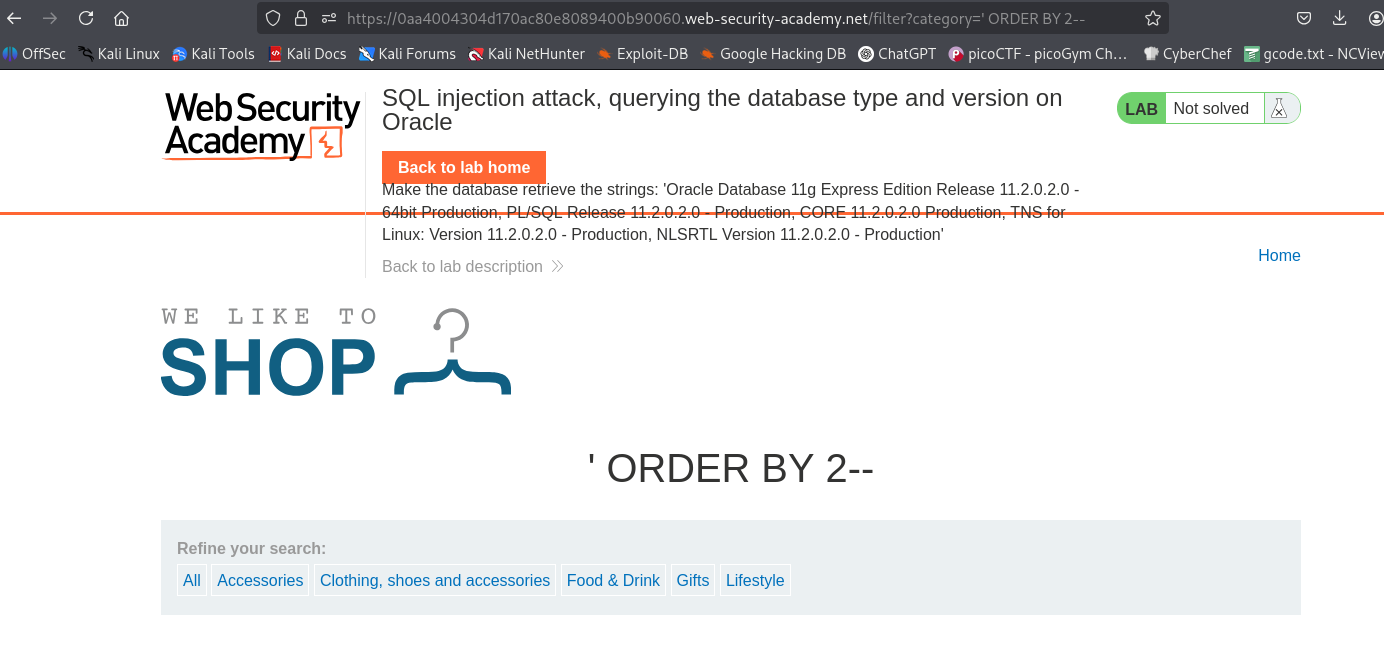 https://0aa4004304d170ac80e8089400b90060.web-security-academy.net/filter?category=' ORDER BY 2--
OffSec Kali Linux Kali Tools Kali Docs Kali Forums Kali NetHunter Exploit-DB Google Hacking DB ChatGPT picoCTF - picoGym Ch... CyberChef gcode.txt - NCView
Web Security
Academy
SQL injection attack, querying the database type and version on
Oracle
LAB Not solved
Back to lab home
Make the database retrieve the strings: 'Oracle Database 11g Express Edition Release 11.2.0.2.0 -
64bit Production, PL/SQL Release 11.2.0.2.0 - Production, CORE 11.2.0.2.0 Production, TNS for
Linux: Version 11.2.0.2.0 - Production, NLSRTL Version 11.2.0.2.0 - Production'
Back to lab description
Home
WE LIKE TO
SHOP
' ORDER BY 2--
Refine your search:
All Accessories Clothing, shoes and accessories Food & Drink Gifts Lifestyle